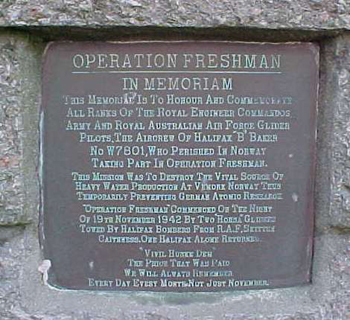 OPERATION FRESHMAN
IN MEMORIAM
THIS MEMORIAL IS TO HONOUR AND COMMEMORATE
ALL RANKS OF THE ROYAL ENGINEER COMMANDOS
ARMY AND ROYAL AUSTRALIAN AIR FORCE GLIDER
PILOTS, THE AIRCREW OF HALIFAX 'B' BAKER
NO W7801, WHO PERISHED IN NORWAY
TAKING PART IN OPERATION FRESHMAN.
THIS MISSION WAS TO DESTROY THE VITAL SOURCE OF
HEAVY WATER PRODUCTION AT VEMORK NORWAY THUS
TEMPORARILY PREVENTING GERMAN ATOMIC RESEARCH.
"OPERATION FRESHMAN" COMMENCED ON THE NIGHT
OF 19TH NOVEMBER 1942 BY TWO HORSA GLIDERS
TOWED BY HALIFAX BOMBERS FROM R.A.F. SKITTEN
CAITHNESS. ONE HALIFAX ALONE RETURNED.
"VIVIL HUSKE DEM"
THE PRICE THAT WAS PAID
WE WILL ALWAYS REMEMBER
EVERY DAY EVERY MONTH, NOT JUST NOVEMBER.